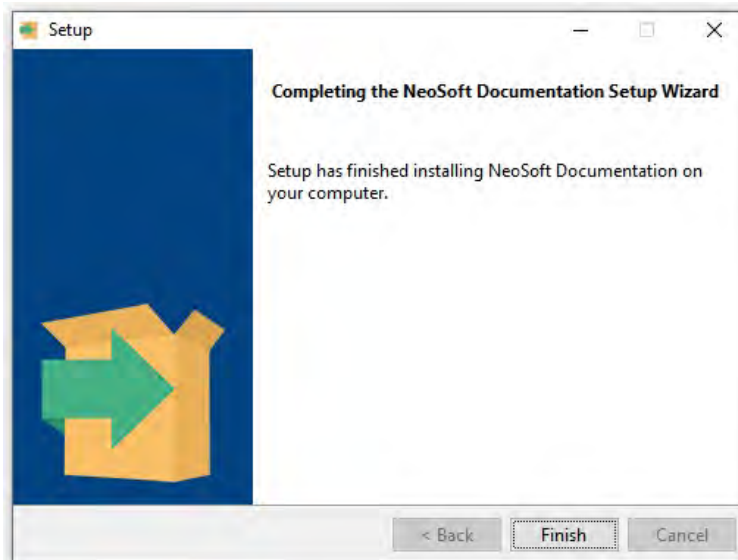 Setup
Completing the NeoSoft Documentation Setup Wizard
Setup has finished installing NeoSoft Documentation on
your computer.
< Back
Finish
Cancel